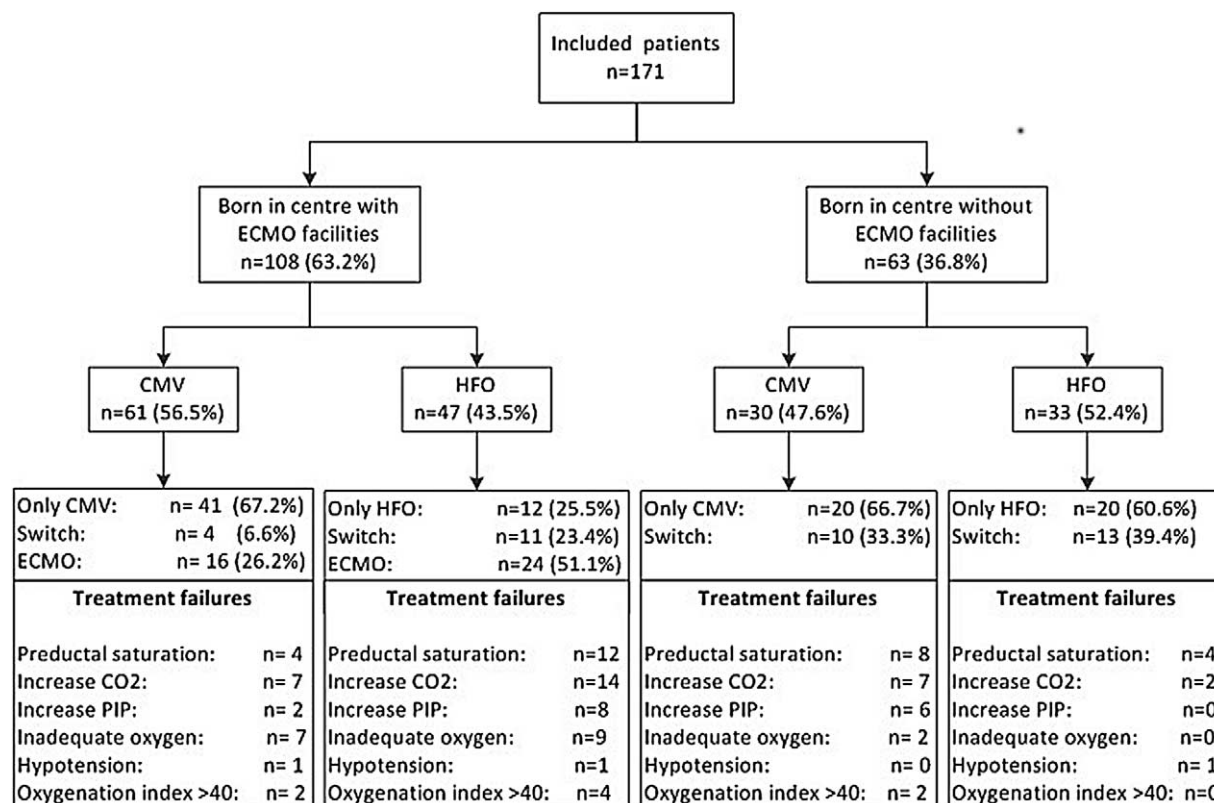 Included patients
n=171
Born in centre with
ECMO facilities
n=108 (63.2%)
Born in centre without
ECMO facilities
n=63 (36.8%)
CMV
n=61 (56.5%)
HFO
n=47 (43.5%)
CMV
n=30 (47.6%)
HFO
n=33 (52.4%)
Only CMV: n= 41 (67.2%)
Switch: n= 4 (6.6%)
ECMO: n= 16 (26.2%)
Treatment failures
Preductal saturation: n= 4
Increase CO2: n= 7
Increase PIP: n= 2
Inadequate oxygen: n= 7
Hypotension: n= 1
Oxygenation index >40: n= 2
Only HFO: n=12 (25.5%)
Switch: n=11 (23.4%)
ECMO: n=24 (51.1%)
Treatment failures
Preductal saturation: n=12
Increase CO2: n=14
Increase PIP: n=8
Inadequate oxygen: n=9
Hypotension: n=1
Oxygenation index >40: n=4
Only CMV: n=20 (66.7%)
Switch: n=10 (33.3%)
Treatment failures
Preductal saturation: n= 8
Increase CO2: n= 7
Increase PIP: n= 6
Inadequate oxygen: n= 2
Hypotension: n= 0
Oxygenation index >40: n= 2
Only HFO: n=20 (60.6%)
Switch: n=13 (39.4%)
Treatment failures
Preductal saturation: n=4
Increase CO2: n=2
Increase PIP: n=0
Inadequate oxygen: n=0
Hypotension: n= 1
Oxygenation index >40: n=0